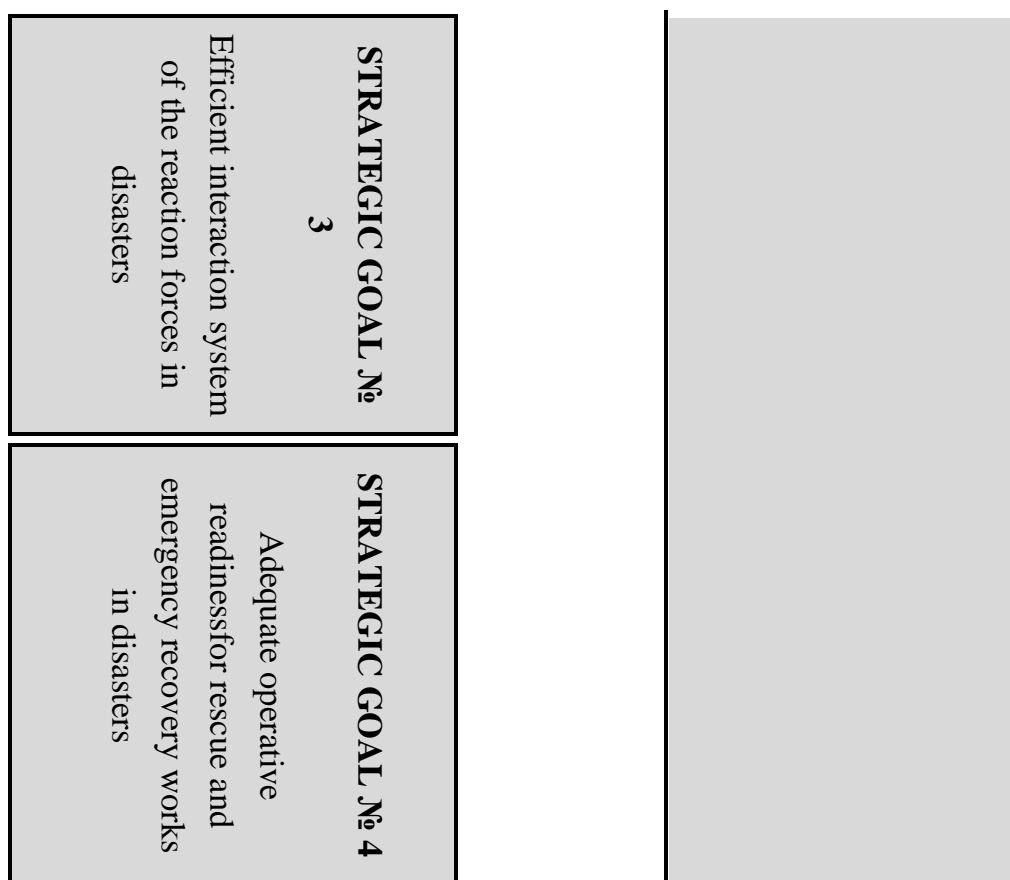 STRATEGIC GOAL №
3
Efficient interaction system
of the reaction forces in
disasters
STRATEGIC GOAL № 4
Adequate operative
readinessfor rescue and
emergency recovery works
in disasters